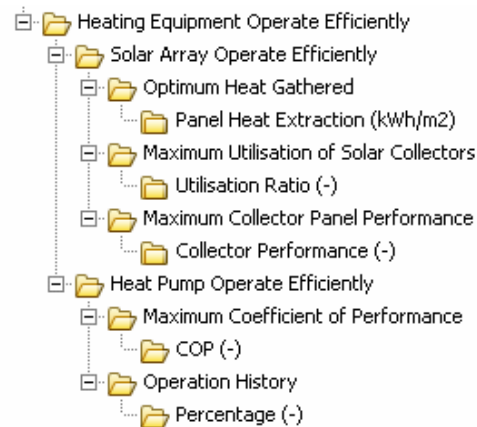 Heating Equipment Operate Efficiently
Solar Array Operate Efficiently
Optimum Heat Gathered
Panel Heat Extraction (kWh/m2)
Maximum Utilisation of Solar Collectors
Utilisation Ratio (-)
Maximum Collector Panel Performance
Collector Performance (-)
Heat Pump Operate Efficiently
Maximum Coefficient of Performance
COP (-)
Operation History
Percentage (-)